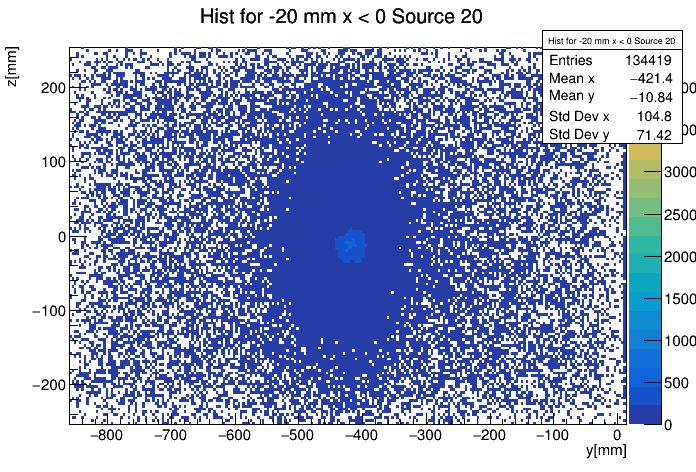 Hist for -20 mm x < 0 Source 20
Hist for -20 mm x < 0 Source 20
Entries 134419
Mean x −421.4
Mean y −10.84
Std Dev x 104.8
Std Dev y 71.42
z[mm]
200
100
0
−100
−200
−800 −700 −600 −500 −400 −300 −200 −100 0
y[mm]
3000
2500
2000
1500
1000
500
0